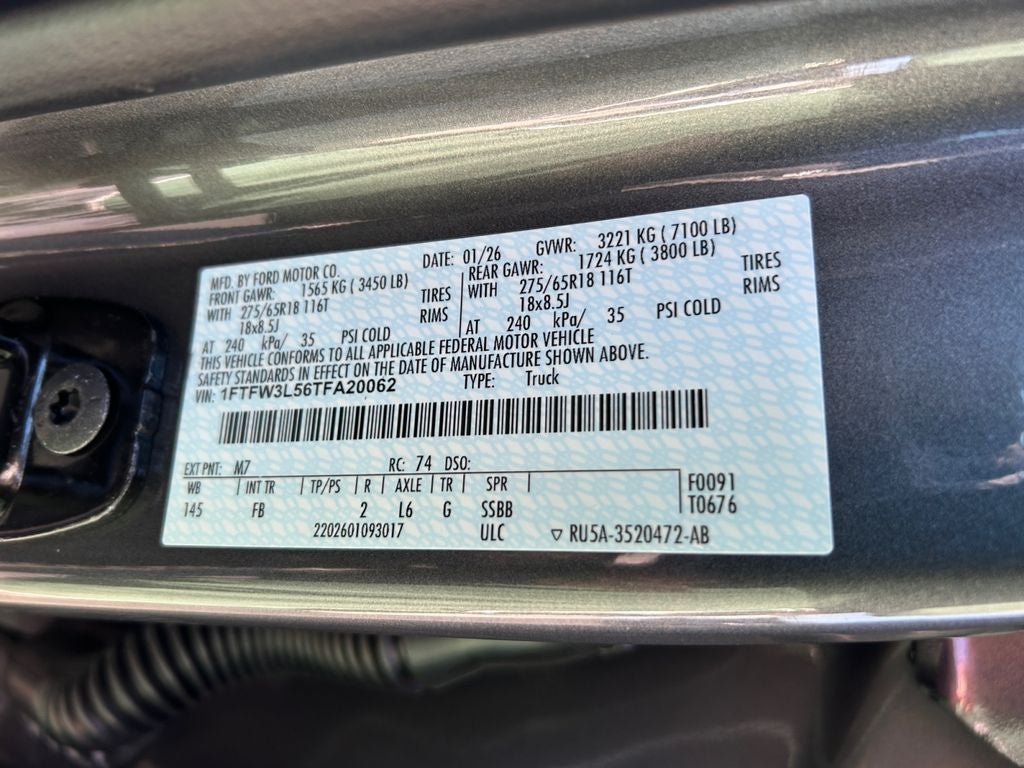 MFD. BY FORD MOTOR CO. DATE: 01/26 GVWR: 3221 KG ( 7100 LB)
FRONT GAWR: 1565 KG ( 3450 LB) REAR GAWR: 1724 KG ( 3800 LB)
WITH 275/65R18 116T TIRES WITH 275/65R18 116T TIRES
18x8.5J RIMS 18x8.5J RIMS
AT 240 kPa/ 35 PSI COLD AT 240 kPa/ 35 PSI COLD
THIS VEHICLE CONFORMS TO ALL APPLICABLE FEDERAL MOTOR VEHICLE
SAFETY STANDARDS IN EFFECT ON THE DATE OF MANUFACTURE SHOWN ABOVE.
VIN: 1FTFW3L56TFA20062 TYPE: Truck
EXT PNT: M7 RC: 74 DSO:
WB INT TR TP/PS R AXLE TR SPR F0091
145 FB 2 L6 G SSBB T0676
2202601093017 ULC ▽ RU5A-3520472-AB